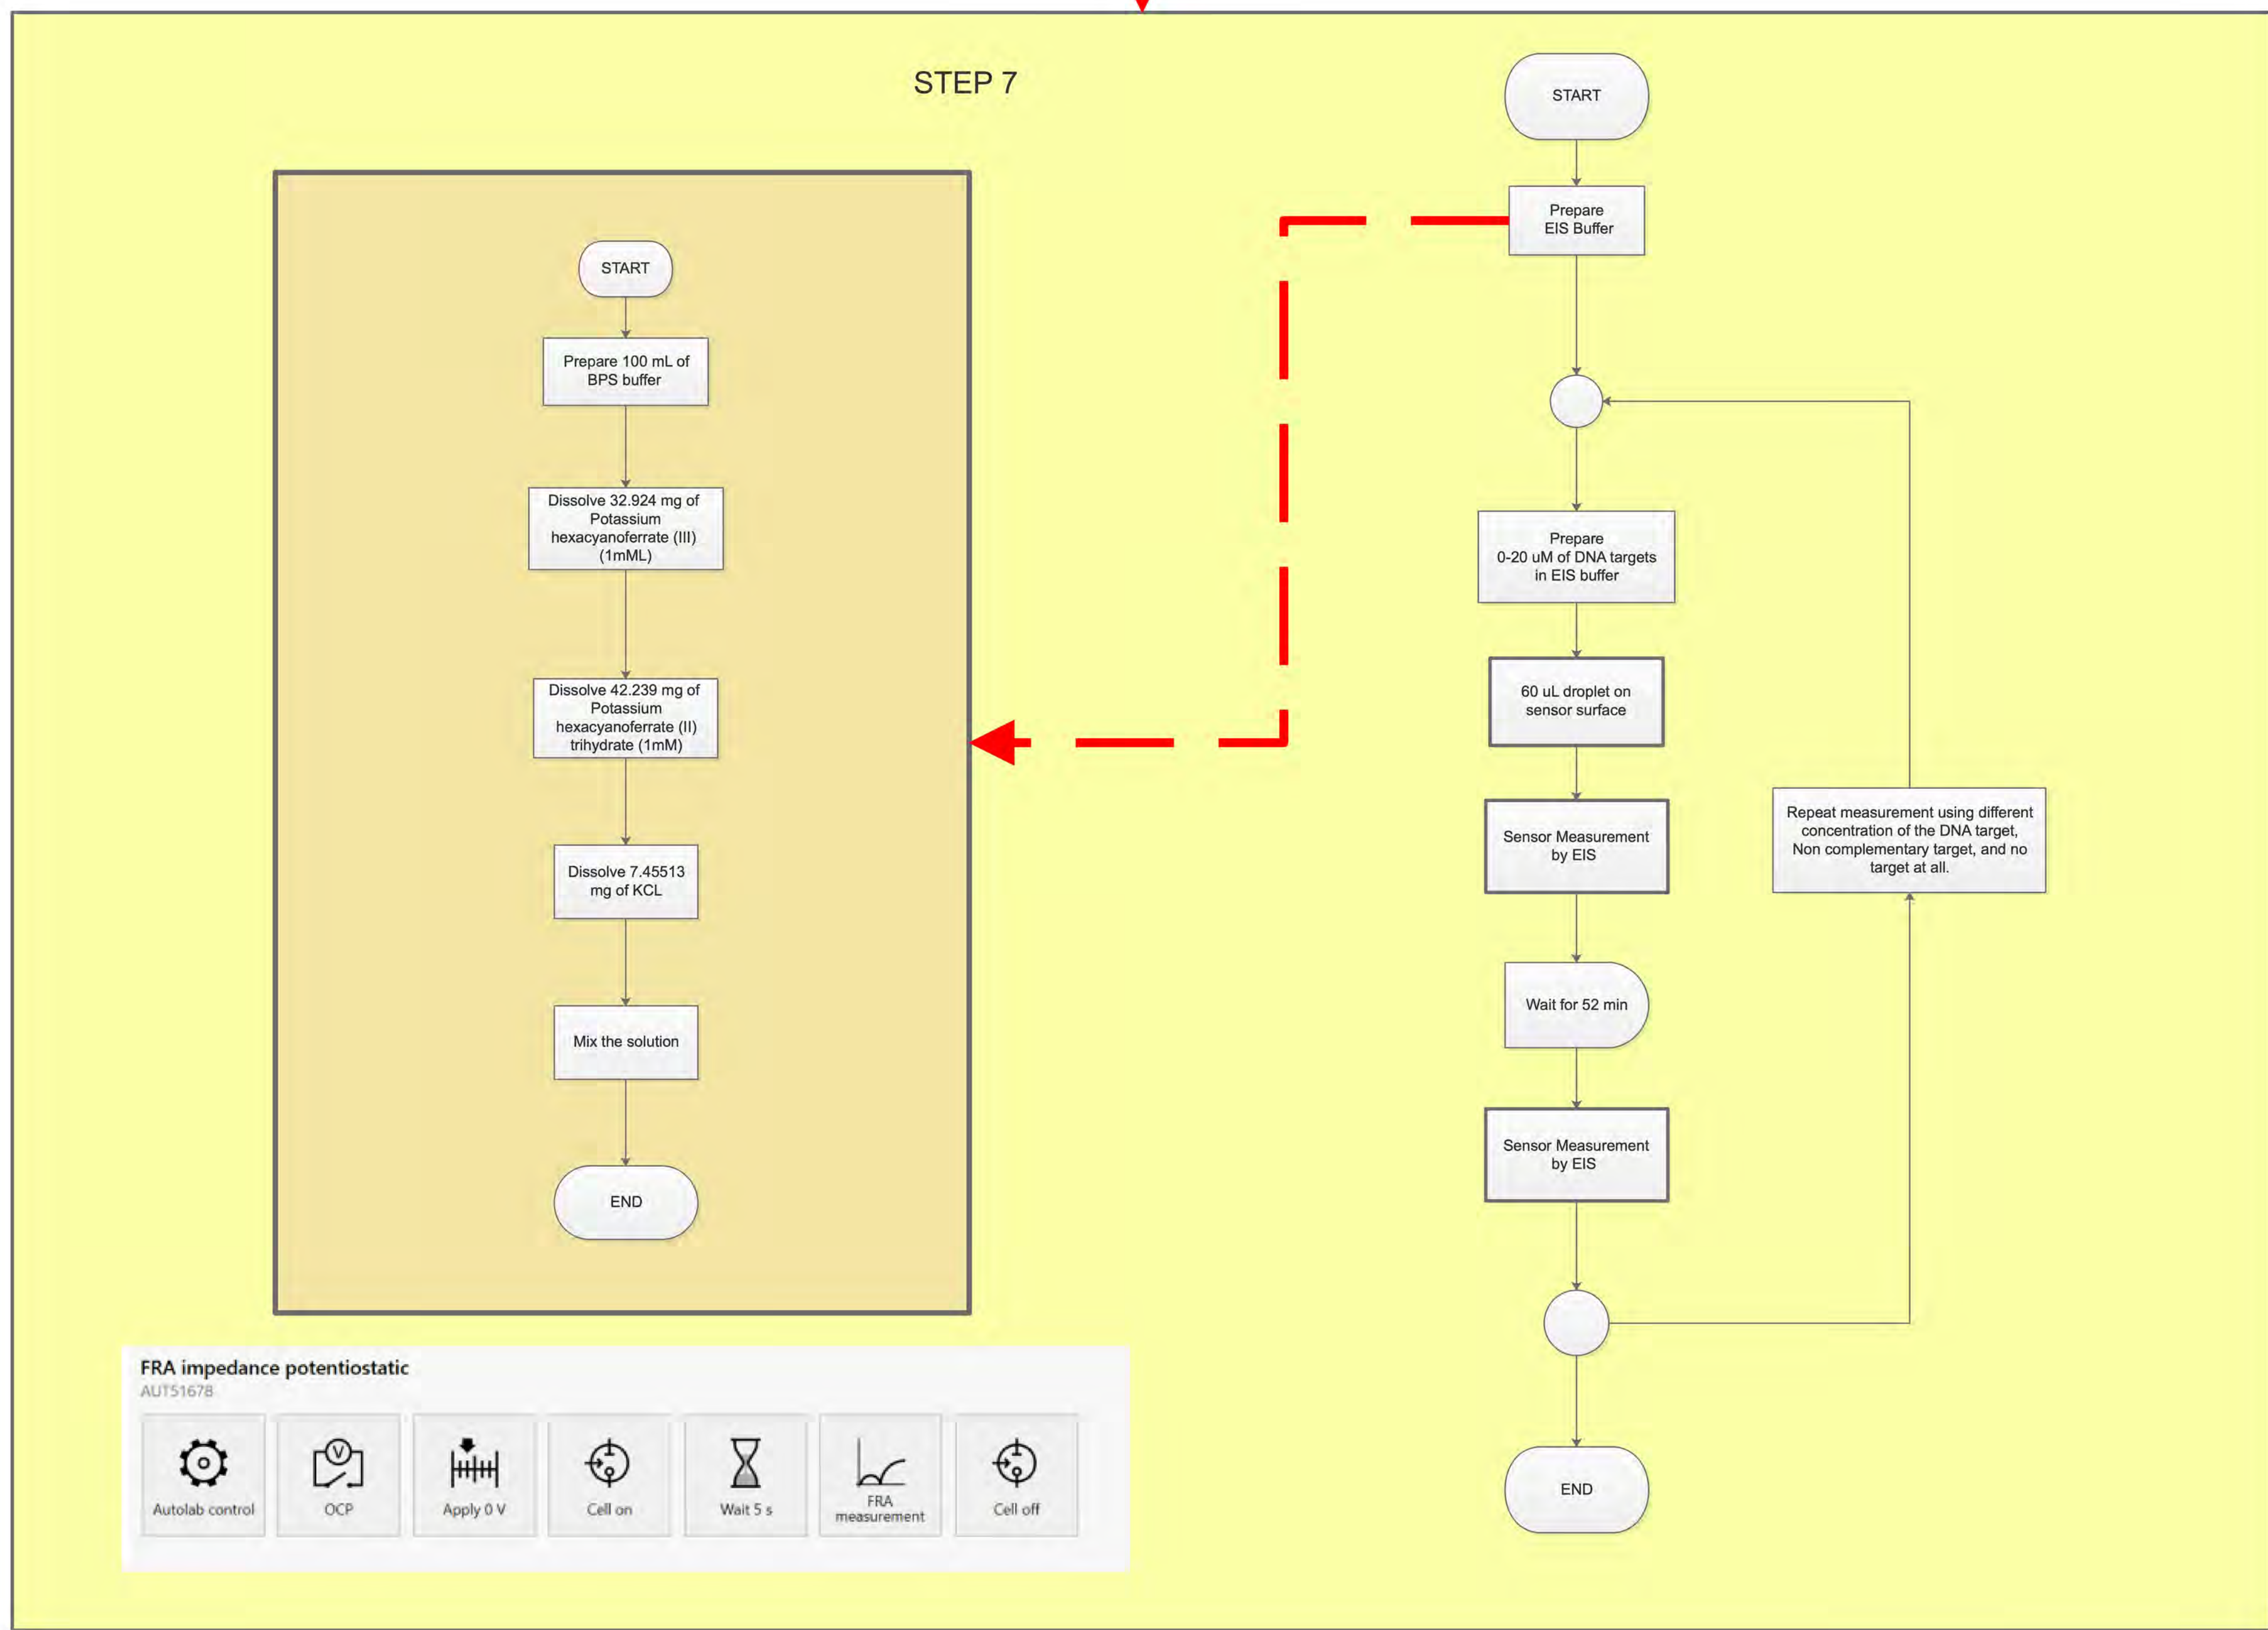 STEP 7
START
Prepare 100 mL of
BPS buffer
Dissolve 32.924 mg of
Potassium
hexacyanoferrate (III)
(1mML)
Dissolve 42.239 mg of
Potassium
hexacyanoferrate (II)
trihydrate (1mM)
Dissolve 7.45513
mg of KCL
Mix the solution
END
START
Prepare
EIS Buffer
Prepare
0-20 uM of DNA targets
in EIS buffer
60 uL droplet on
sensor surface
Sensor Measurement
by EIS
Wait for 52 min
Sensor Measurement
by EIS
Repeat measurement using different
concentration of the DNA target,
Non complementary target, and no
target at all.
END
FRA impedance potentiostatic
AUT51678
Autolab control
V
OCP
Apply 0 V
Cell on
Wait 5 s
FRA
measurement
Cell off